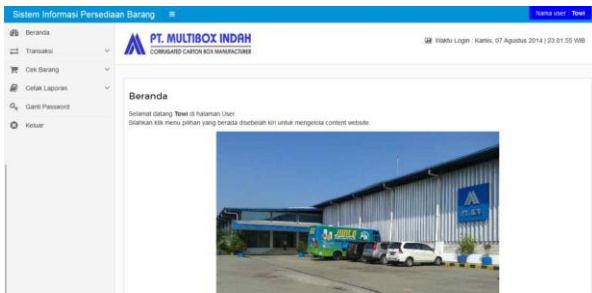 Sistem Informasi Persediaan Barang
Nama user : Towi
Beranda
Transaksi
Cek Barang
Cetak Laporan
Ganti Password
Keluar
PT. MULTIBOX INDAH
CORRUGATED CARTON BOX MANUFACTURER
Waktu Login : Kamis, 07 Agustus 2014 | 23:01:55 WIB
Beranda
Selamat datang Towi di halaman User.
Silahkan klik menu pilihan yang berada disebelah kiri untuk mengelola content website.